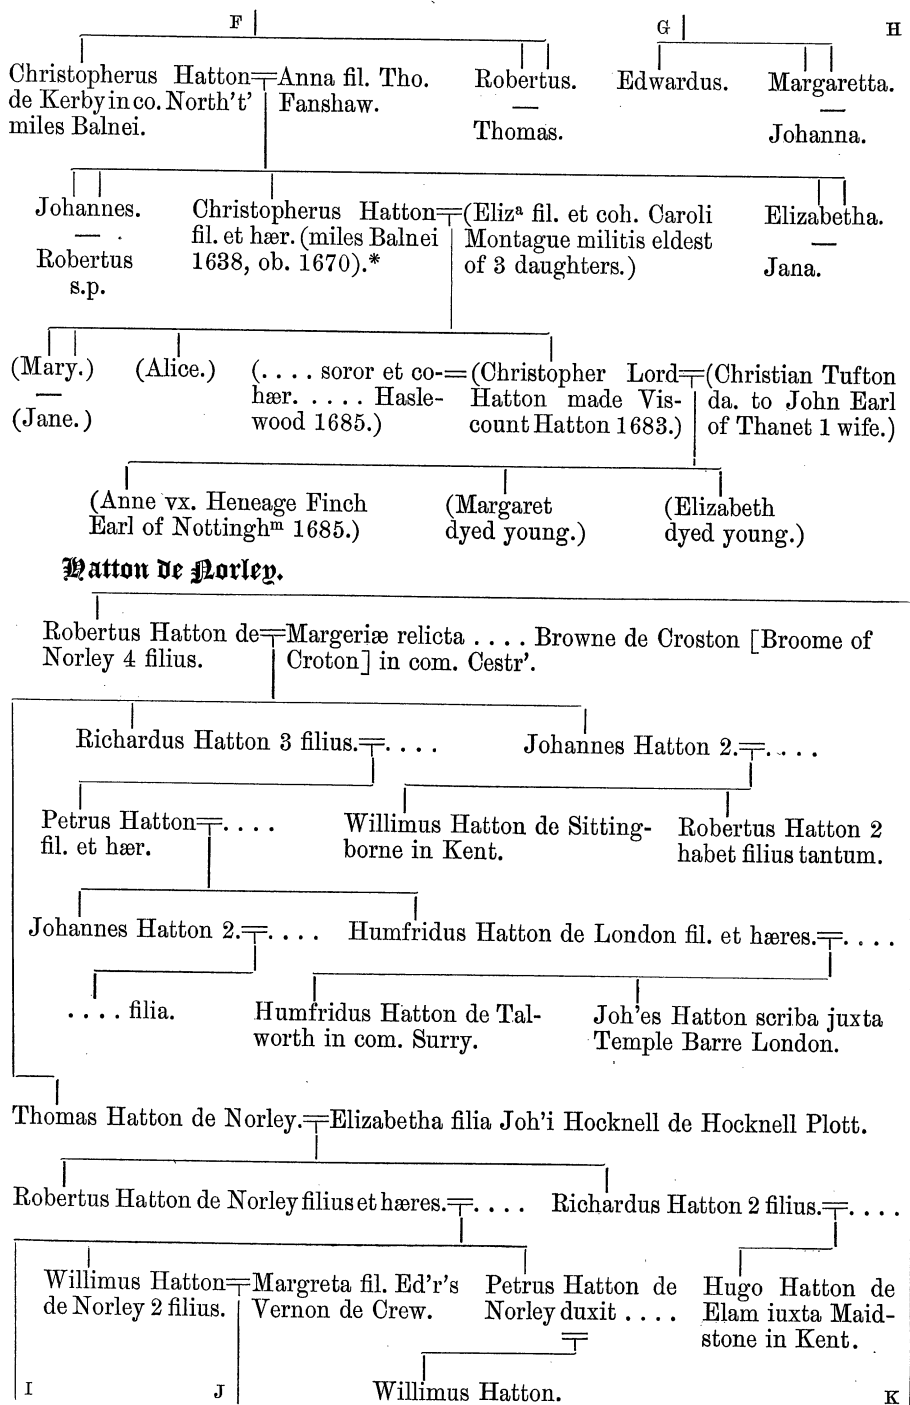 F G H
Christopherus Hatton=Anna fil. Tho. Robertus. Edwardus. Margaretta.
de Kerby in co. North't' Fanshaw. — —
miles Balnei. Thomas. Johanna.
Johannes. Christopherus Hatton=(Elizᵃ fil. et coh. Caroli Elizabetha.
— fil. et hær. (miles Balnei Montague militis eldest —
Robertus 1638, ob. 1670).* of 3 daughters.) Jana.
s.p.
(Mary.) (Alice.) (. . . . soror et co-=(Christopher Lord=(Christian Tufton
— hær. . . . . Hasle- Hatton made Vis- da. to John Earl
(Jane.) wood 1685.) count Hatton 1683.) of Thanet 1 wife.)
(Anne vx. Heneage Finch (Margaret (Elizabeth
Earl of Nottinghᵐ 1685.) dyed young.) dyed young.)
Hatton de Norley.
Robertus Hatton de=Margeriæ relicta . . . . Browne de Croston [Broome of
Norley 4 filius. Croton] in com. Cestr'.
Richardus Hatton 3 filius.=. . . . Johannes Hatton 2.=. . . .
Petrus Hatton=. . . . Willimus Hatton de Sitting- Robertus Hatton 2
fil. et hær. borne in Kent. habet filius tantum.
Johannes Hatton 2.=. . . . Humfridus Hatton de London fil. et hæres.=. . . .
. . . . filia. Humfridus Hatton de Tal- Joh'es Hatton scriba juxta
worth in com. Surry. Temple Barre London.
Thomas Hatton de Norley.=Elizabetha filia Joh'i Hocknell de Hocknell Plott.
Robertus Hatton de Norley filius et hæres.=. . . . Richardus Hatton 2 filius.=. . . .
Willimus Hatton=Margreta fil. Ed'r's Petrus Hatton de Hugo Hatton de
de Norley 2 filius. Vernon de Crew. Norley duxit . . . . Elam iuxta Maid-
= stone in Kent.
I J Willimus Hatton. K